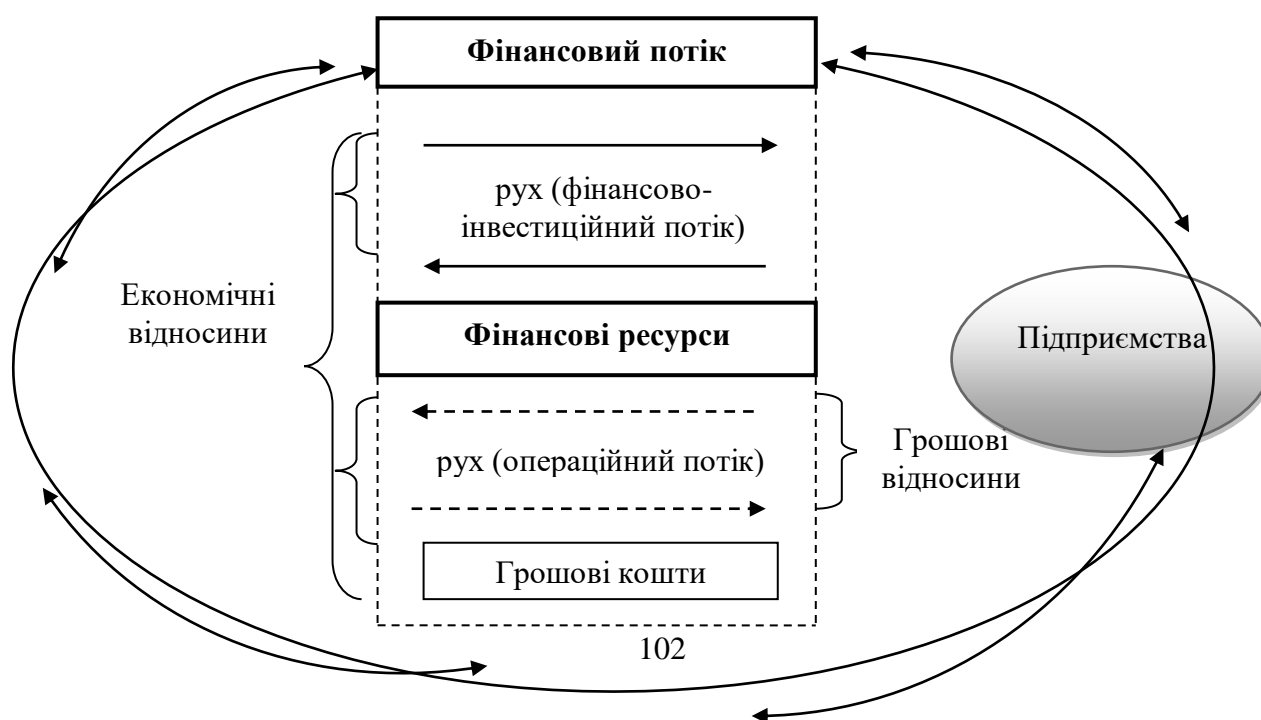 Фінансовий потік
рух (фінансово-
інвестиційний потік)
Економічні
відносини
Фінансові ресурси
Підприємства
рух (операційний потік)
Грошові
відносини
Грошові кошти
102